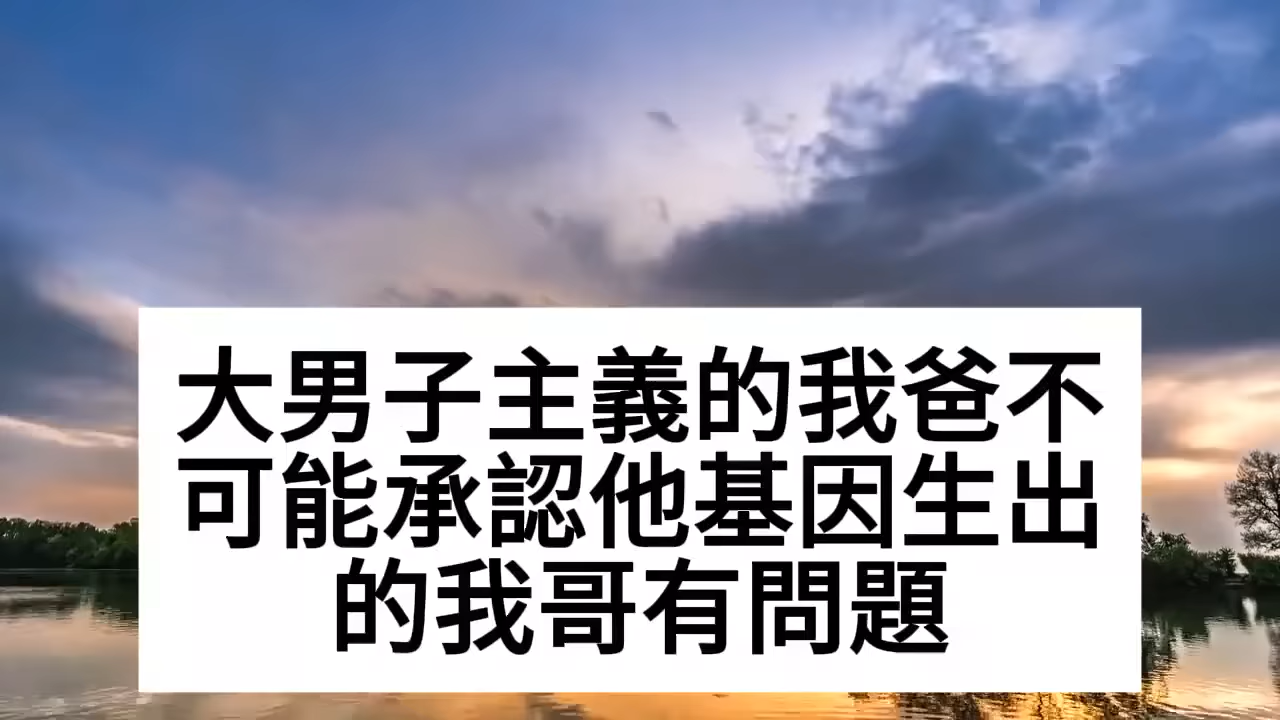 大男子主義的我爸不
可能承認他基因生出
的我哥有問題